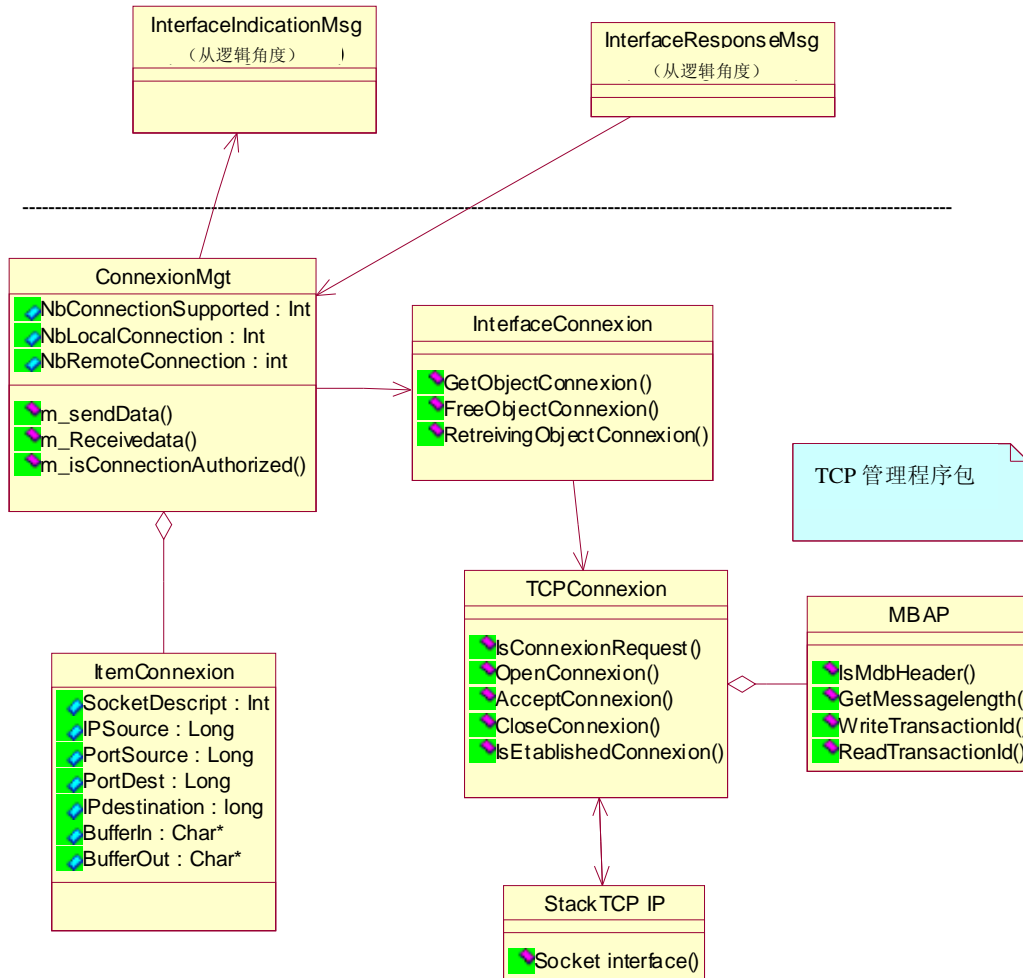 InterfaceIndicationMsg
（从逻辑角度）
InterfaceResponseMsg
（从逻辑角度）
ConnexionMgt
NbConnectionSupported : Int
NbLocalConnection : Int
NbRemoteConnection : int
m_sendData()
m_Receivedata()
m_isConnectionAuthorized()
InterfaceConnexion
GetObjectConnexion()
FreeObjectConnexion()
RetreivingObjectConnexion()
TCP 管理程序包
TCPConnexion
IsConnexionRequest()
OpenConnexion()
AcceptConnexion()
CloseConnexion()
IsEtablishedConnexion()
MBAP
IsMdbHeader()
GetMessagelength()
WriteTransactionId()
ReadTransactionId()
ItemConnexion
SocketDescript : Int
IPSource : Long
PortSource : Long
PortDest : Long
IPdestination : long
BufferIn : Char*
BufferOut : Char*
StackTCP IP
Socket interface()